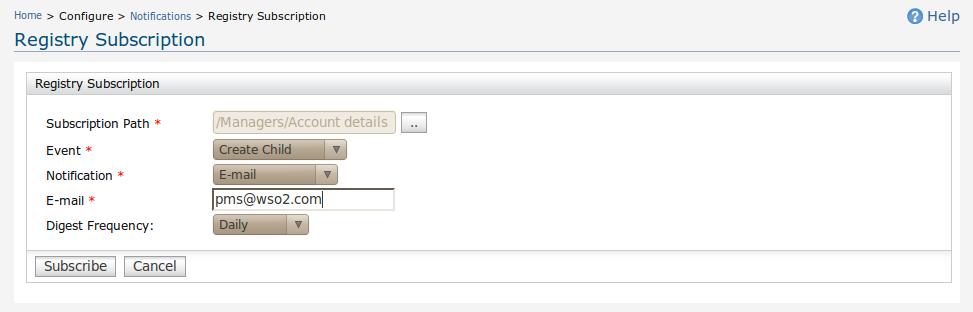 Home > Configure > Notifications > Registry Subscription
Help
Registry Subscription
Registry Subscription
Subscription Path * /Managers/Account details ..
Event * Create Child
Notification * E-mail
E-mail * pms@wso2.com
Digest Frequency: Daily
Subscribe Cancel